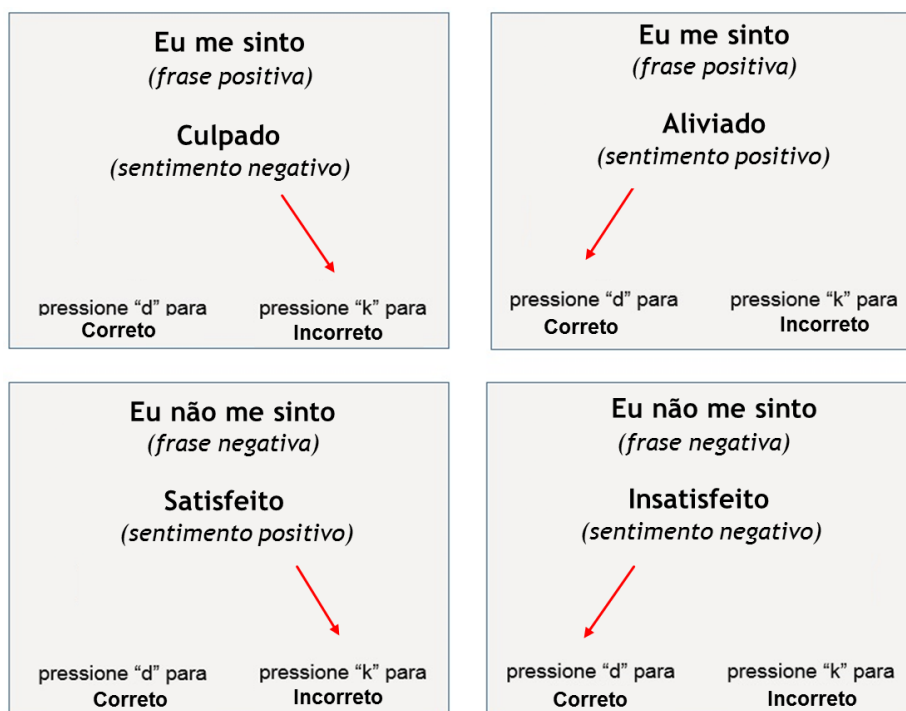 Eu me sinto
(frase positiva)
Culpado
(sentimento negativo)
pressione “d” para
Correto
pressione “k” para
Incorreto
Eu me sinto
(frase positiva)
Aliviado
(sentimento positivo)
pressione “d” para
Correto
pressione “k” para
Incorreto
Eu não me sinto
(frase negativa)
Satisfeito
(sentimento positivo)
pressione “d” para
Correto
pressione “k” para
Incorreto
Eu não me sinto
(frase negativa)
Insatisfeito
(sentimento negativo)
pressione “d” para
Correto
pressione “k” para
Incorreto